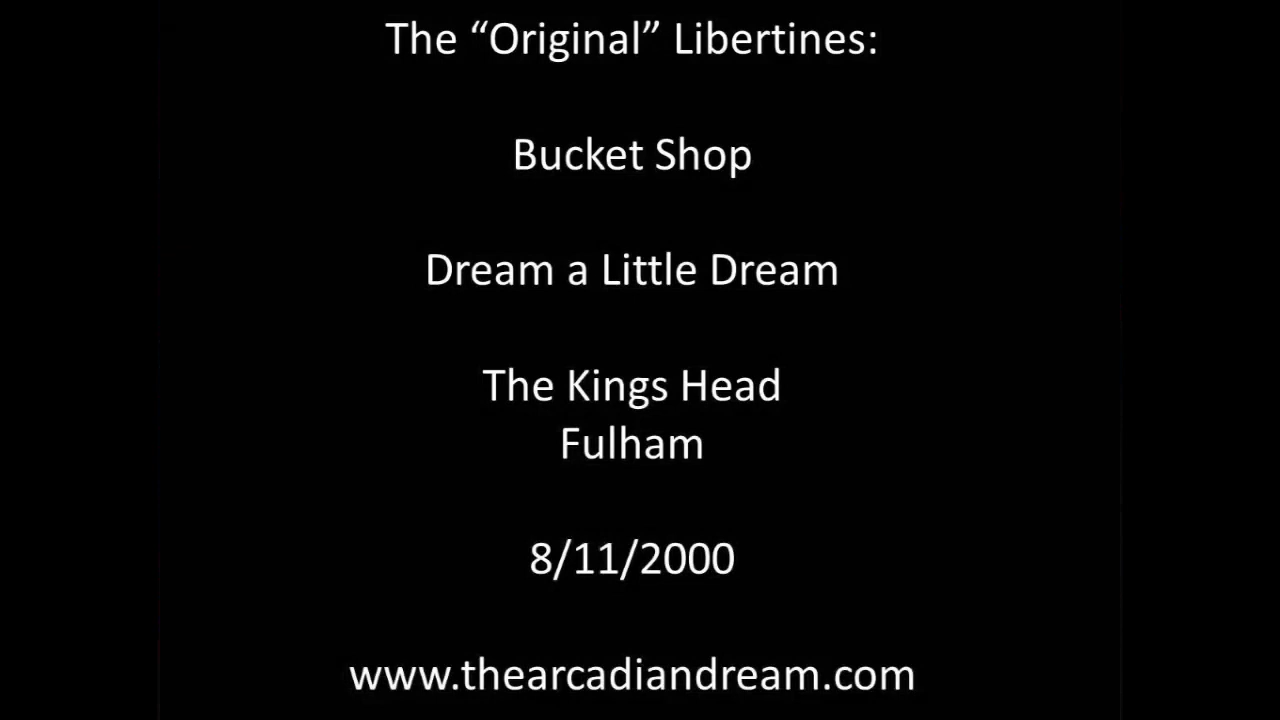 The “Original” Libertines:
Bucket Shop
Dream a Little Dream
The Kings Head
Fulham
8/11/2000
www.thearcadiandream.com